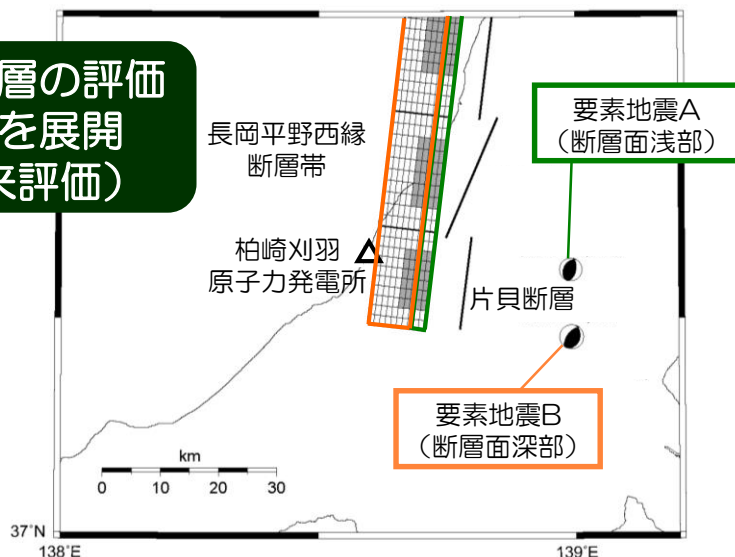 層の評価
を展開
評価）
長岡平野西縁
断層帯
要素地震A
（断層面浅部）
柏崎刈羽
原子力発電所
片貝断層
要素地震B
（断層面深部）
km
0 10 20 30
37°N
138°E
139°E